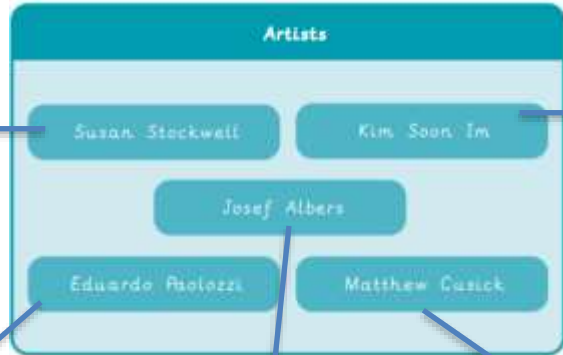 Artists
Susan Stockwell
Kim Soon Im
Josef Albers
Eduardo Paolozzi
Matthew Cusick